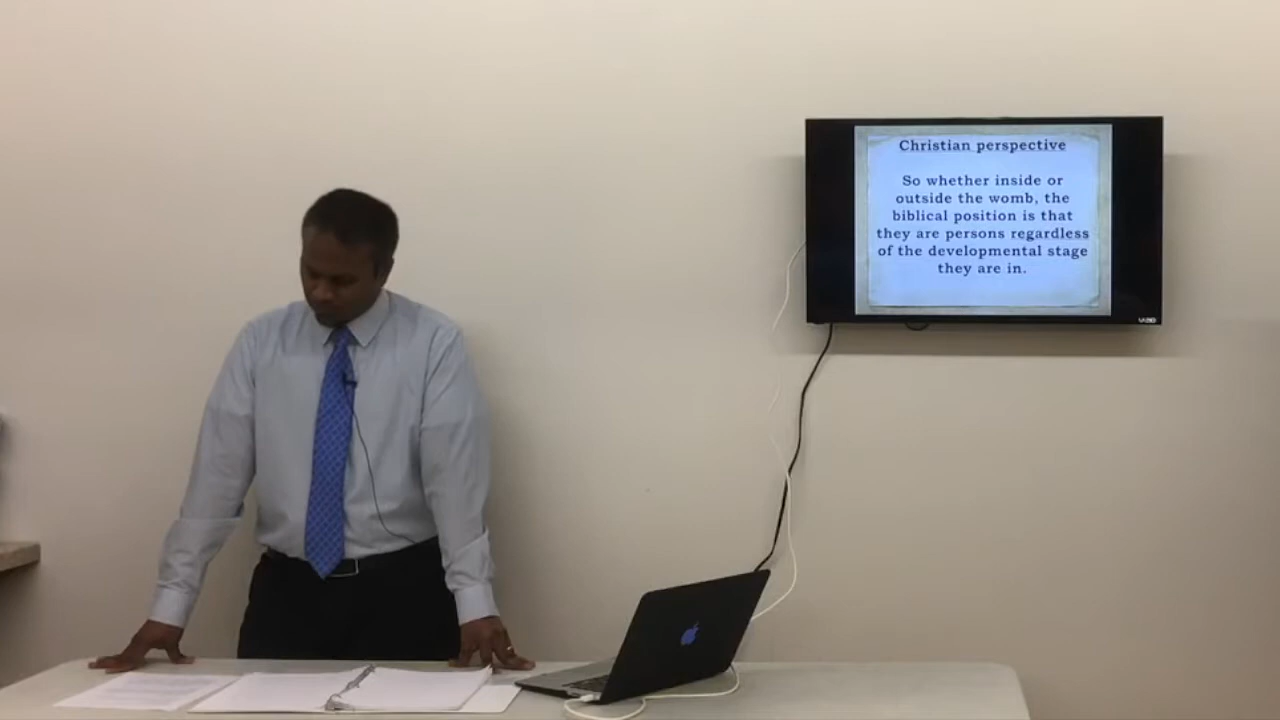 Christian perspective
So whether inside or
outside the womb, the
biblical position is that
they are persons regardless
of the developmental stage
they are in.
VIZIO